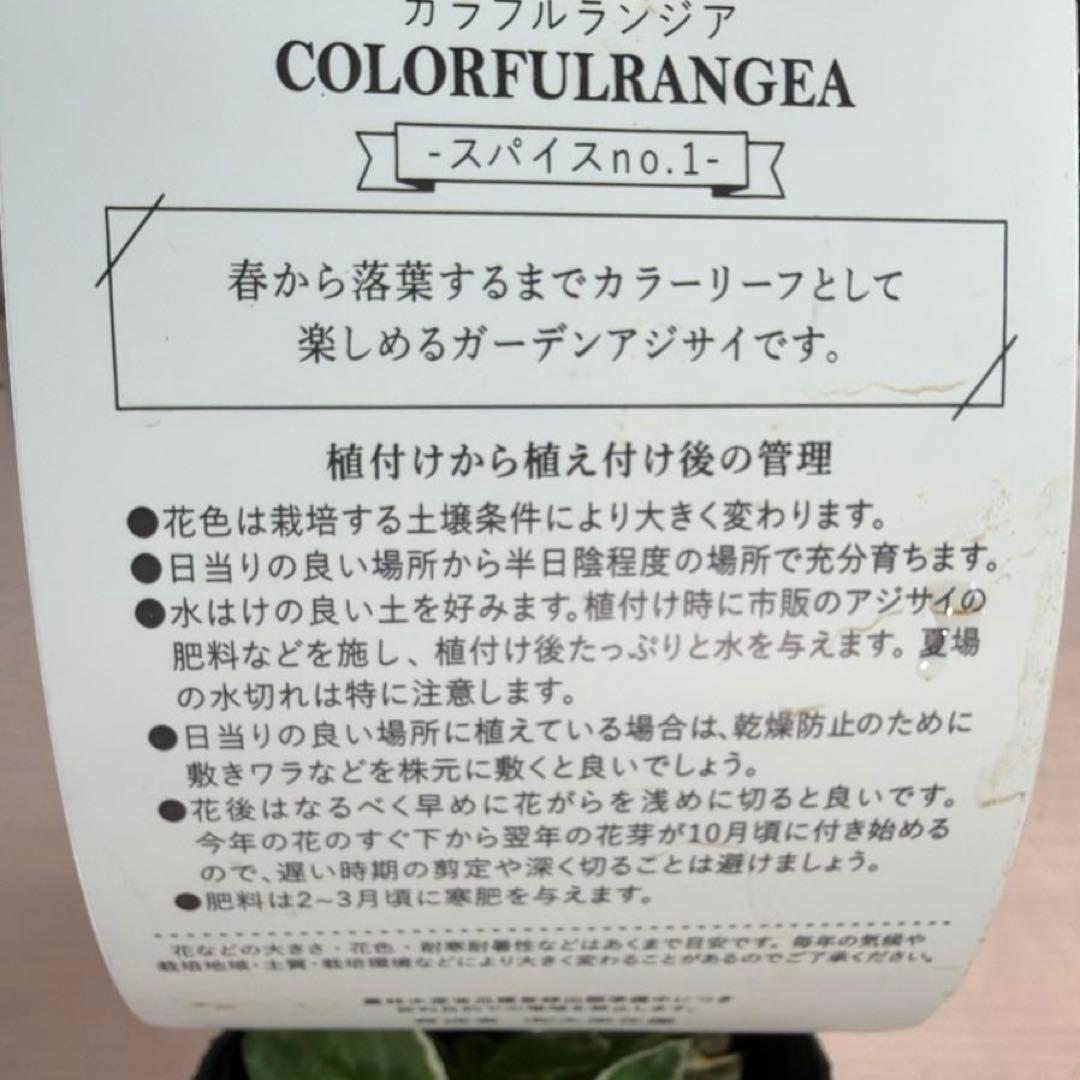 カラフルランジア
COLORFULRANGEA
-スパイスno.1-
春から落葉するまでカラーリーフとして
楽しめるガーデンアジサイです。
植付けから植え付け後の管理
●花色は栽培する土壌条件により大きく変わります。
●日当りの良い場所から半日陰程度の場所で充分育ちます。
●水はけの良い土を好みます。植付け時に市販のアジサイの
肥料などを施し、植付け後たっぷりと水を与えます。夏場
の水切れは特に注意します。
●日当りの良い場所に植えている場合は、乾燥防止のために
敷きワラなどを株元に敷くと良いでしょう。
●花後はなるべく早めに花がらを浅めに切ると良いです。
今年の花のすぐ下から翌年の花芽が10月頃に付き始める
ので、遅い時期の剪定や深く切ることは避けましょう。
●肥料は2~3月頃に寒肥を与えます。
花などの大きさ・花色・耐寒耐暑性などはあくまで目安です。毎年の気候や
栽培地域・土質・栽培環境などにより大きく変わることがあるのでご了承ください。
農林水産省品種登録出願準備中につき